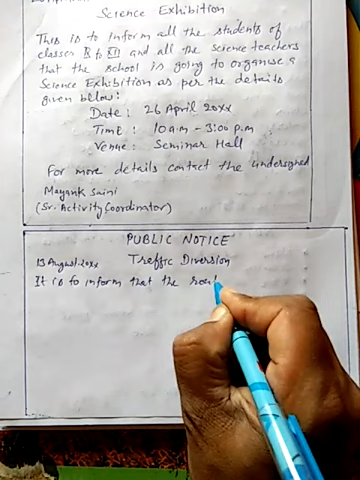 Science Exhibition
This is to inform all the students of
classes IX to XII and all the science teachers
that the school is going to organise a
Science Exhibition as per the details
given bllow:
Date : 26 April 20xx
Time : 10 a.m - 3:00 p.m
Venue : Seminar Hall
For more details contact the undersigned
Mayank Saini
(Sr. Activity Coordinator)
PUBLIC NOTICE
13 August 20xx Traffic Diversion
It is to inform that the